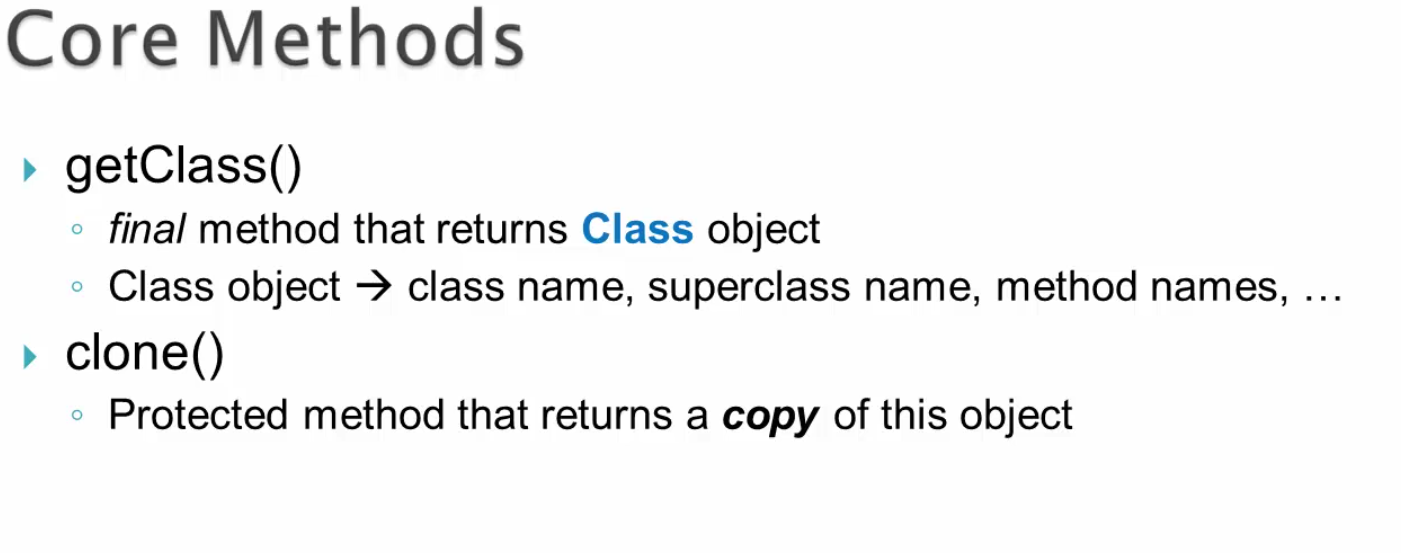 Core Methods
getClass()
final method that returns Class object
Class object → class name, superclass name, method names, …
clone()
Protected method that returns a copy of this object